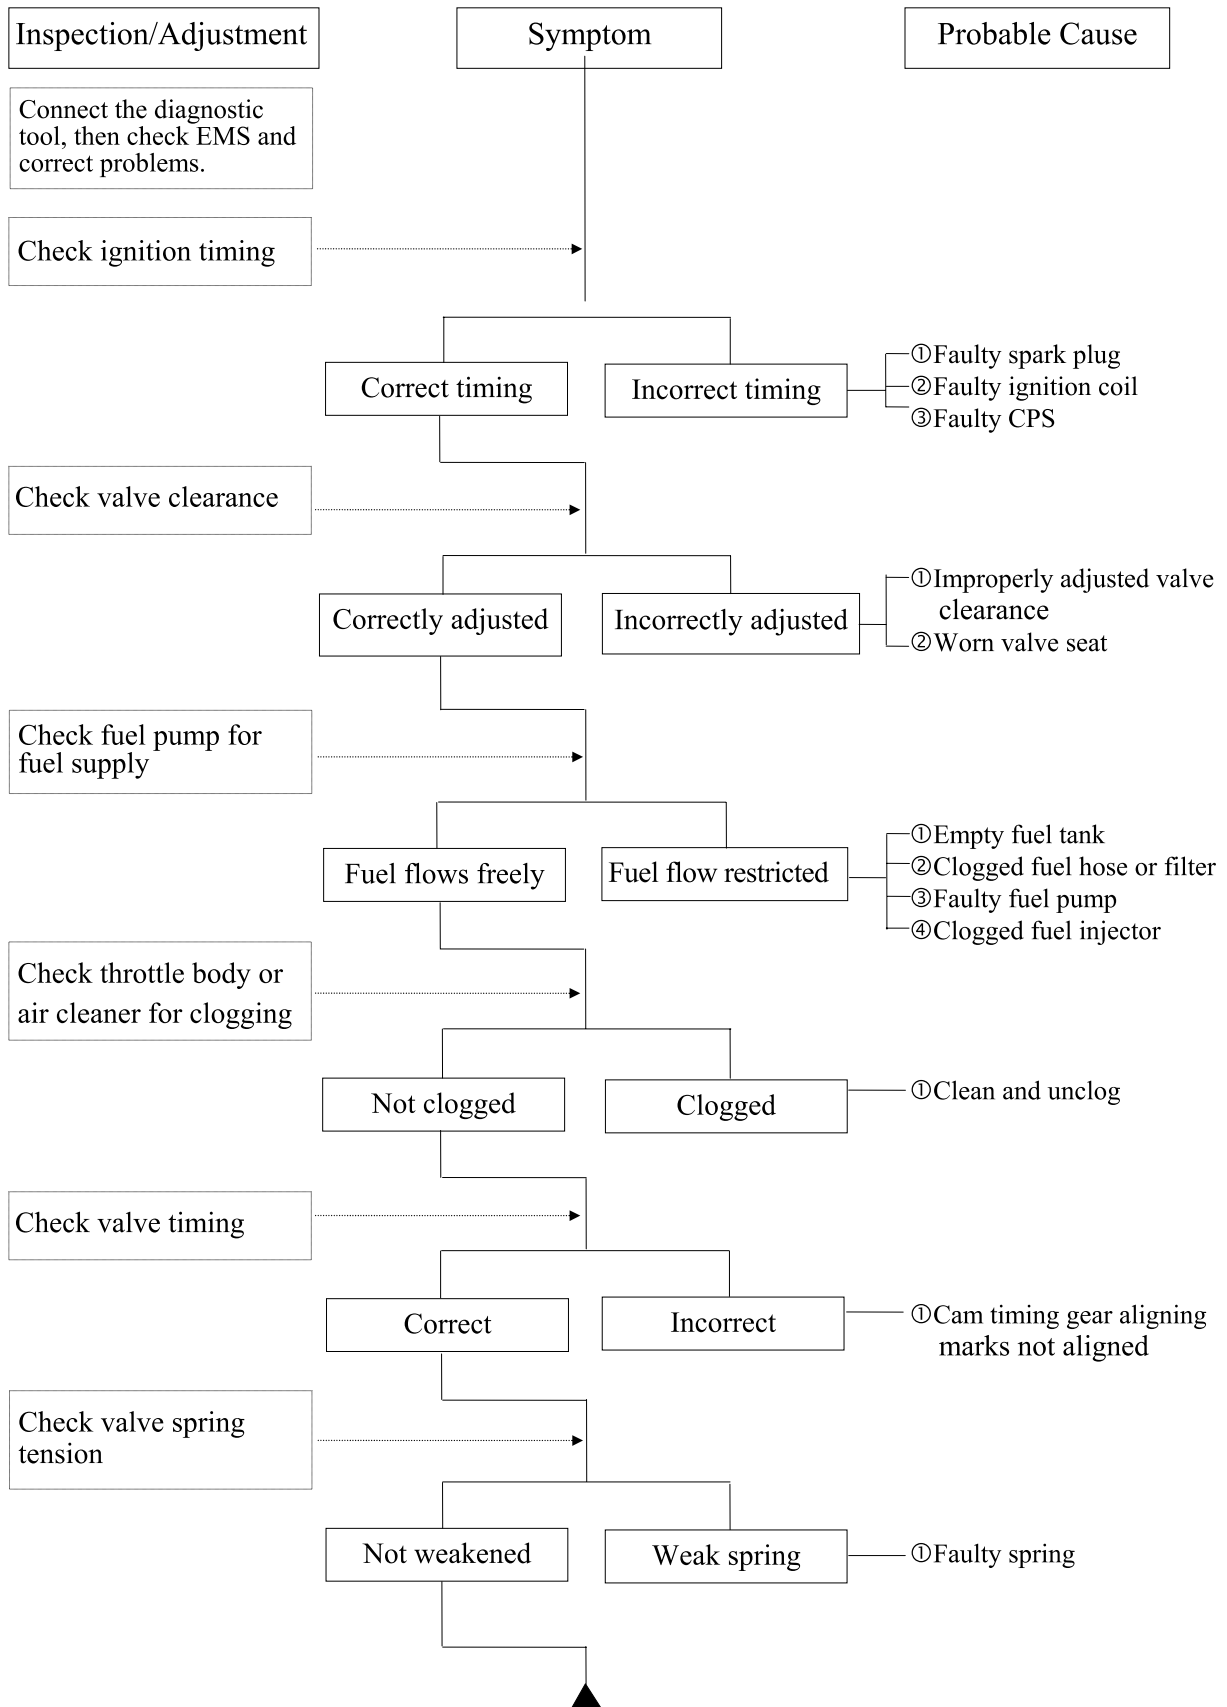 Inspection/Adjustment
Symptom
Probable Cause
Connect the diagnostic
tool, then check EMS and
correct problems.
Check ignition timing
Correct timing
Incorrect timing
①Faulty spark plug
②Faulty ignition coil
③Faulty CPS
Check valve clearance
Correctly adjusted
Incorrectly adjusted
①Improperly adjusted valve
clearance
②Worn valve seat
Check fuel pump for
fuel supply
Fuel flows freely
Fuel flow restricted
①Empty fuel tank
②Clogged fuel hose or filter
③Faulty fuel pump
④Clogged fuel injector
Check throttle body or
air cleaner for clogging
Not clogged
Clogged
①Clean and unclog
Check valve timing
Correct
Incorrect
①Cam timing gear aligning
marks not aligned
Check valve spring
tension
Not weakened
Weak spring
①Faulty spring